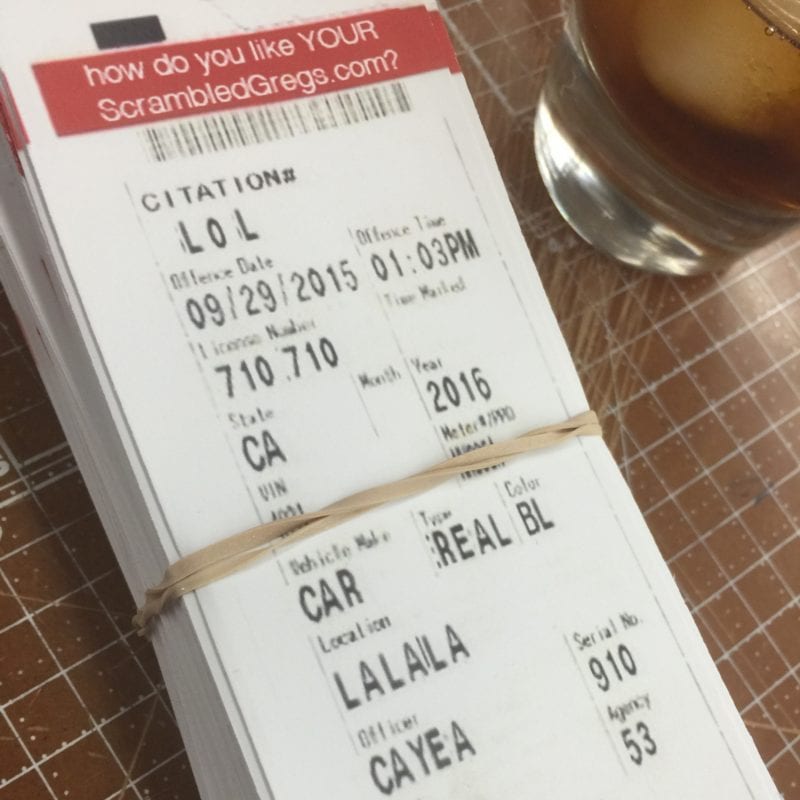 how do you like YOUR
ScrambledGregs.com?
CITATION#
LOL
Offence Date Offence Time
09/29/2015 01:03PM
License Number Time Mailed
710.710
State Month Year
CA 2016
VIN Meter#/PPD
Vehicle Make Type Color
CAR REAL BL
Location Serial No.
LALALA 910
Officer Agency
CAYEA 53